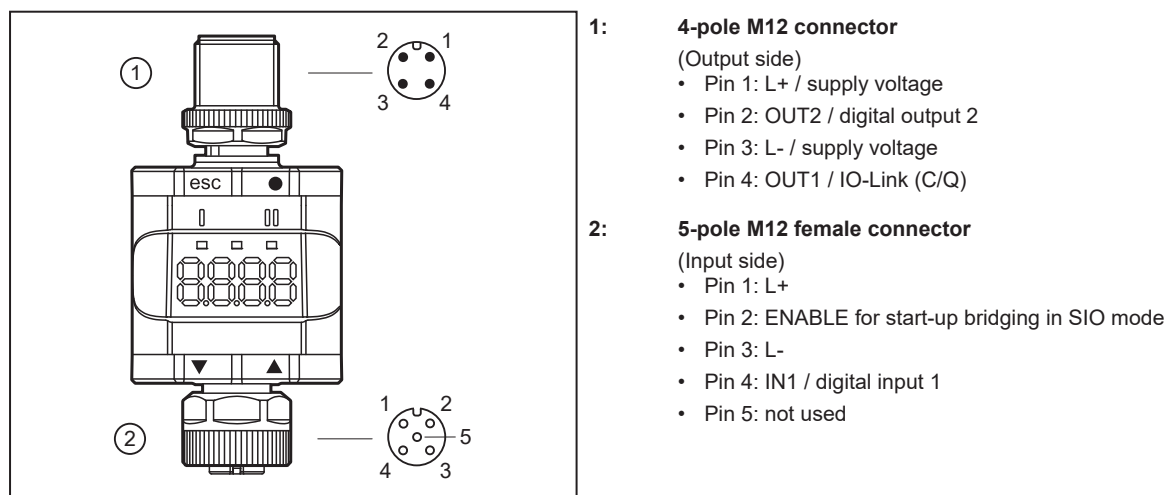 1
2 1
3 4
esc
8.8.8.8
2
1 2
5
4 3
1: 4-pole M12 connector
(Output side)
• Pin 1: L+ / supply voltage
• Pin 2: OUT2 / digital output 2
• Pin 3: L- / supply voltage
• Pin 4: OUT1 / IO-Link (C/Q)
2: 5-pole M12 female connector
(Input side)
• Pin 1: L+
• Pin 2: ENABLE for start-up bridging in SIO mode
• Pin 3: L-
• Pin 4: IN1 / digital input 1
• Pin 5: not used